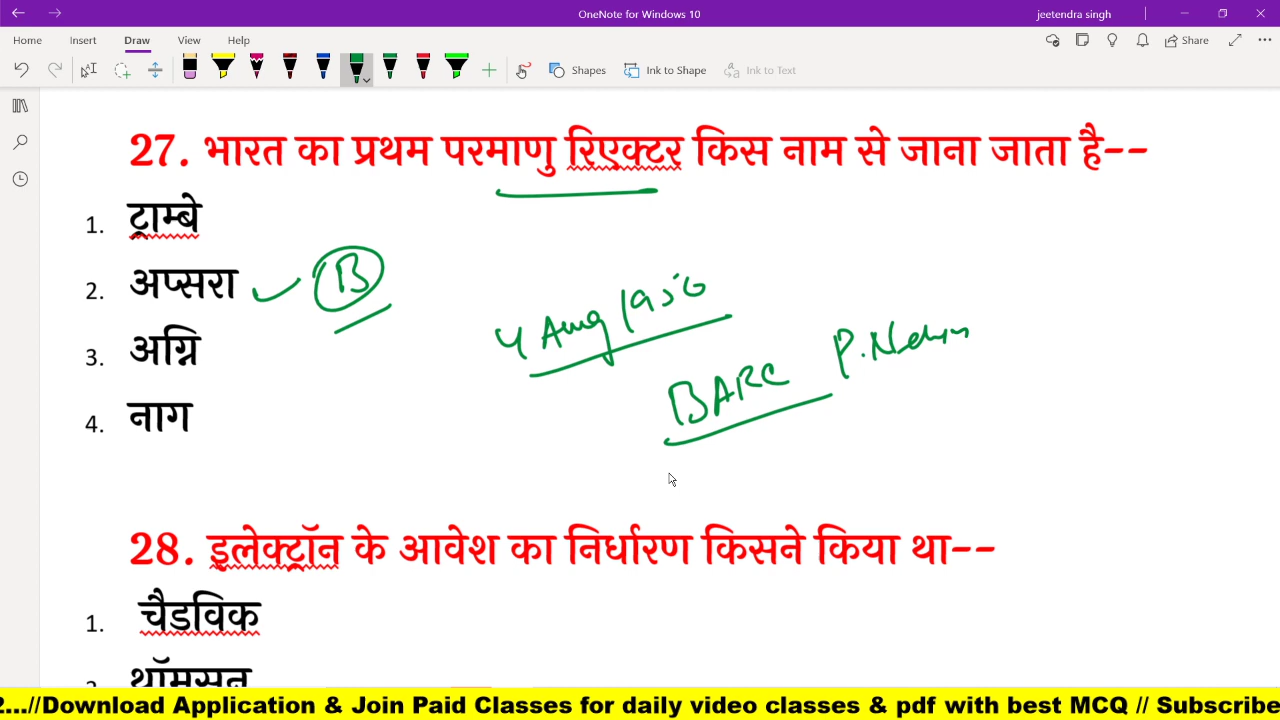 OneNote for Windows 10
jeetendra singh
Home Insert Draw View Help
Share
Shapes Ink to Shape Ink to Text
27. भारत का प्रथम परमाणु रिएक्टर किस नाम से जाना जाता है--
1. ट्राम्बे
2. अप्सरा B
3. अग्नि
4. नाग
4 Aug 1956
BARC P. Nehru
28. इलेक्ट्रॉन के आवेश का निर्धारण किसने किया था--
1. चैडविक
थॉमसन
2...//Download Application & Join Paid Classes for daily video classes & pdf with best MCQ // Subscribe